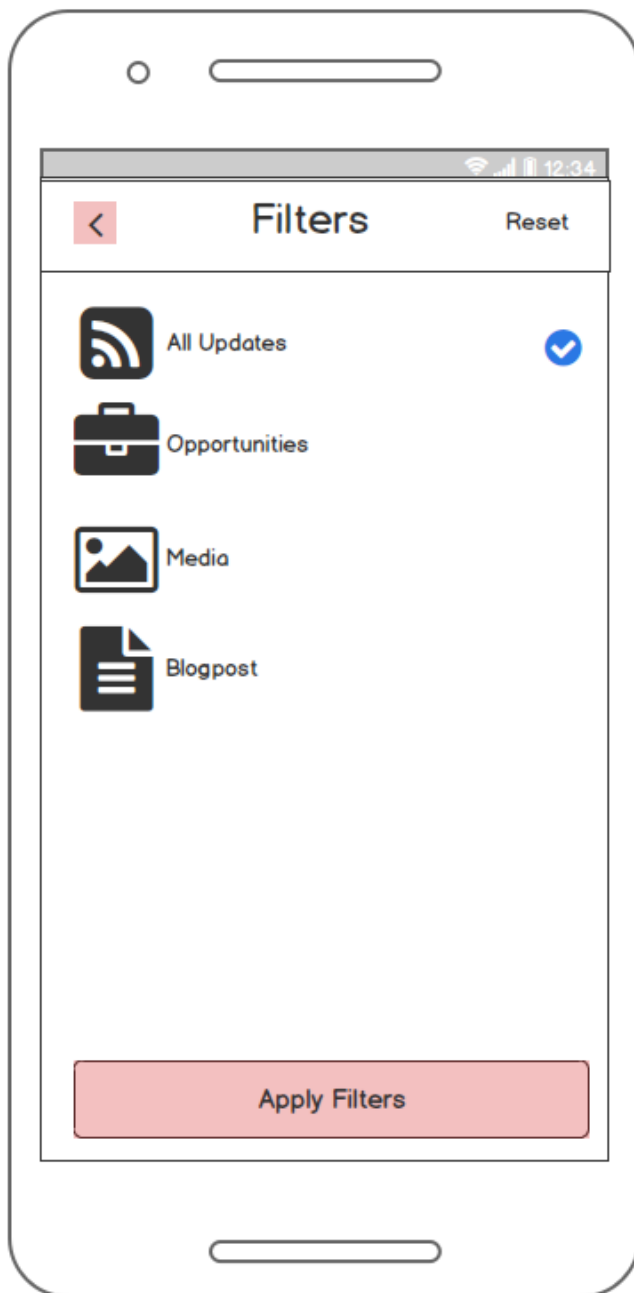 12:34
Filters
Reset
All Updates
Opportunities
Media
Blogpost
Apply Filters